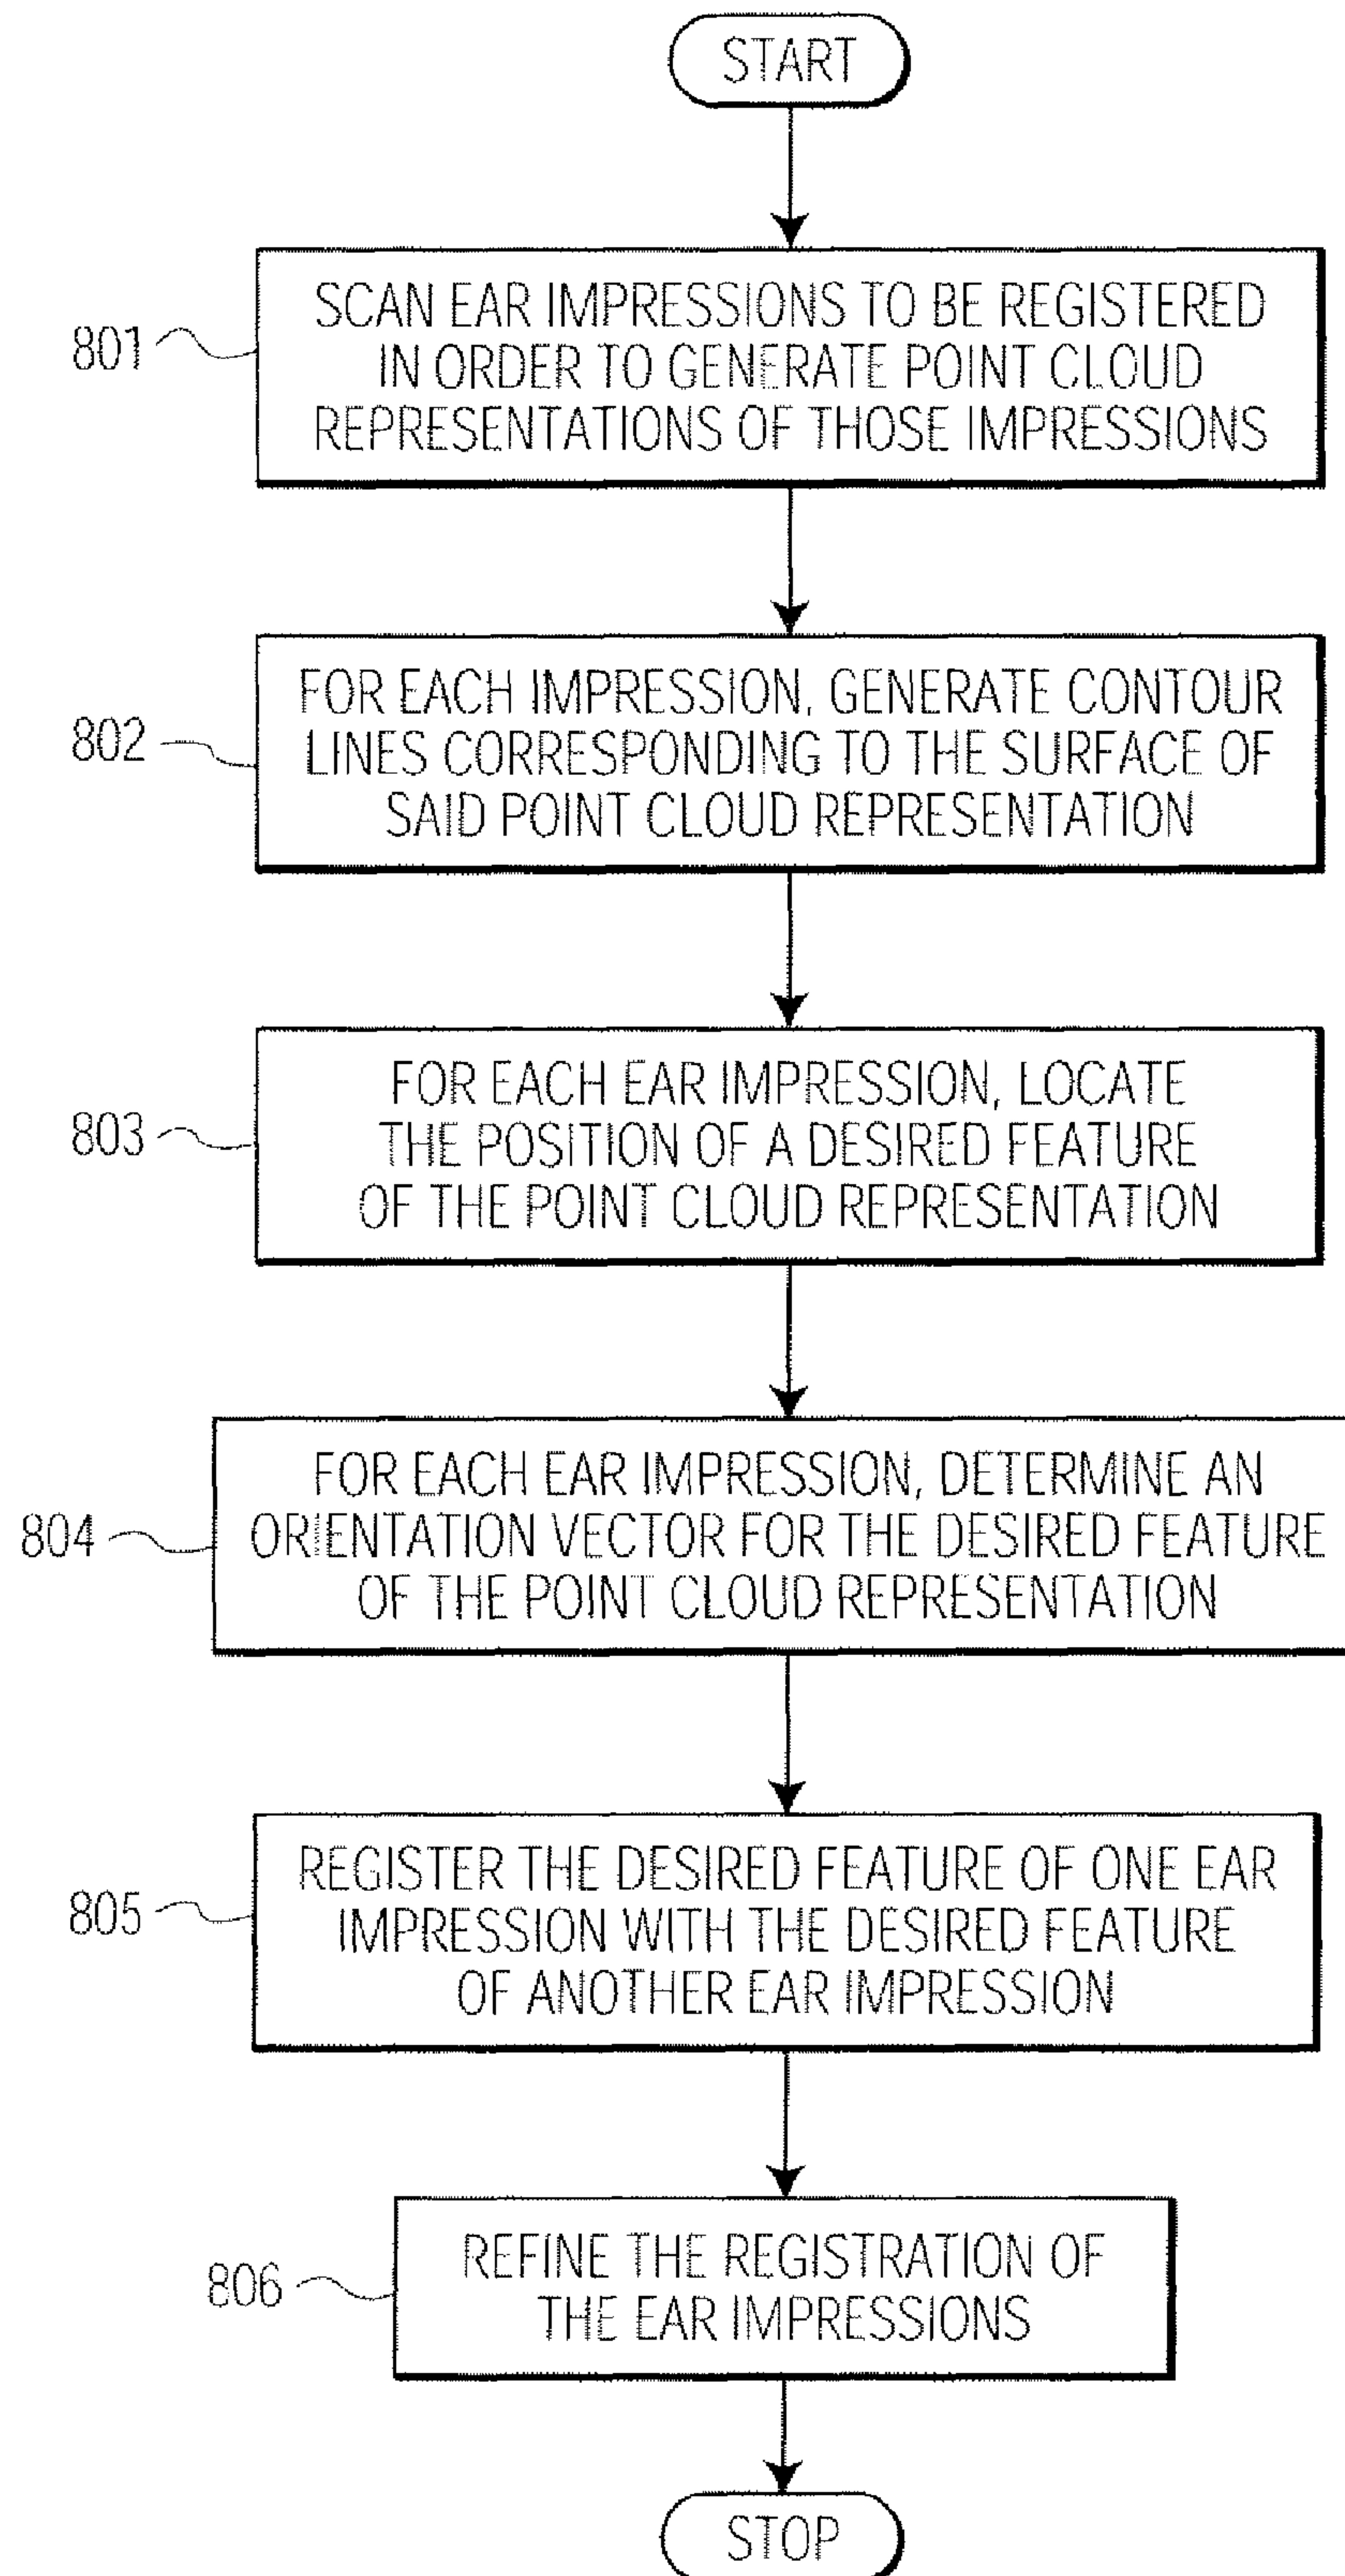 START
801
SCAN EAR IMPRESSIONS TO BE REGISTERED
IN ORDER TO GENERATE POINT CLOUD
REPRESENTATIONS OF THOSE IMPRESSIONS
802
FOR EACH IMPRESSION, GENERATE CONTOUR
LINES CORRESPONDING TO THE SURFACE OF
SAID POINT CLOUD REPRESENTATION
803
FOR EACH EAR IMPRESSION, LOCATE
THE POSITION OF A DESIRED FEATURE
OF THE POINT CLOUD REPRESENTATION
804
FOR EACH EAR IMPRESSION, DETERMINE AN
ORIENTATION VECTOR FOR THE DESIRED FEATURE
OF THE POINT CLOUD REPRESENTATION
805
REGISTER THE DESIRED FEATURE OF ONE EAR
IMPRESSION WITH THE DESIRED FEATURE
OF ANOTHER EAR IMPRESSION
806
REFINE THE REGISTRATION OF
THE EAR IMPRESSIONS
STOP